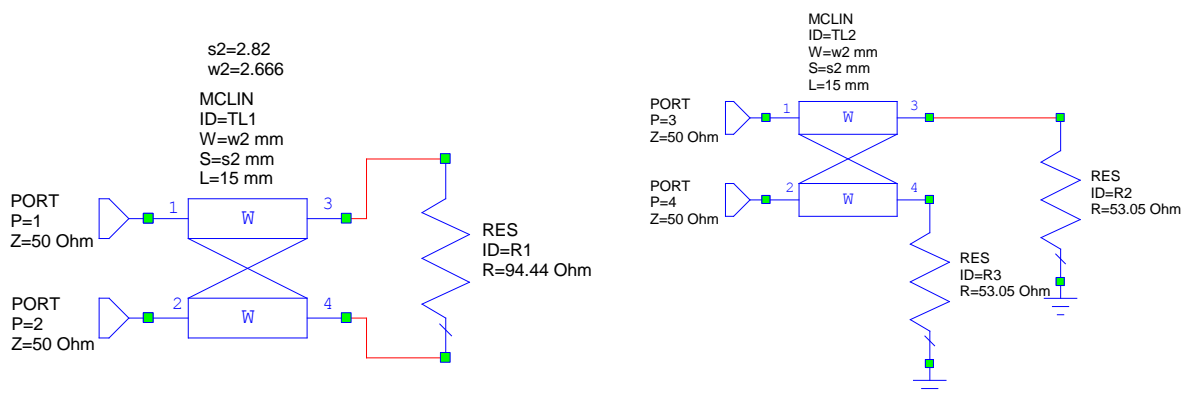 s2=2.82
w2=2.666
MCLIN
ID=TL1
W=w2 mm
S=s2 mm
L=15 mm
PORT
P=1
Z=50 Ohm
1
W
3
PORT
P=2
Z=50 Ohm
2
W
4
RES
ID=R1
R=94.44 Ohm
MCLIN
ID=TL2
W=w2 mm
S=s2 mm
L=15 mm
PORT
P=3
Z=50 Ohm
1
W
3
PORT
P=4
Z=50 Ohm
2
W
4
RES
ID=R2
R=53.05 Ohm
RES
ID=R3
R=53.05 Ohm